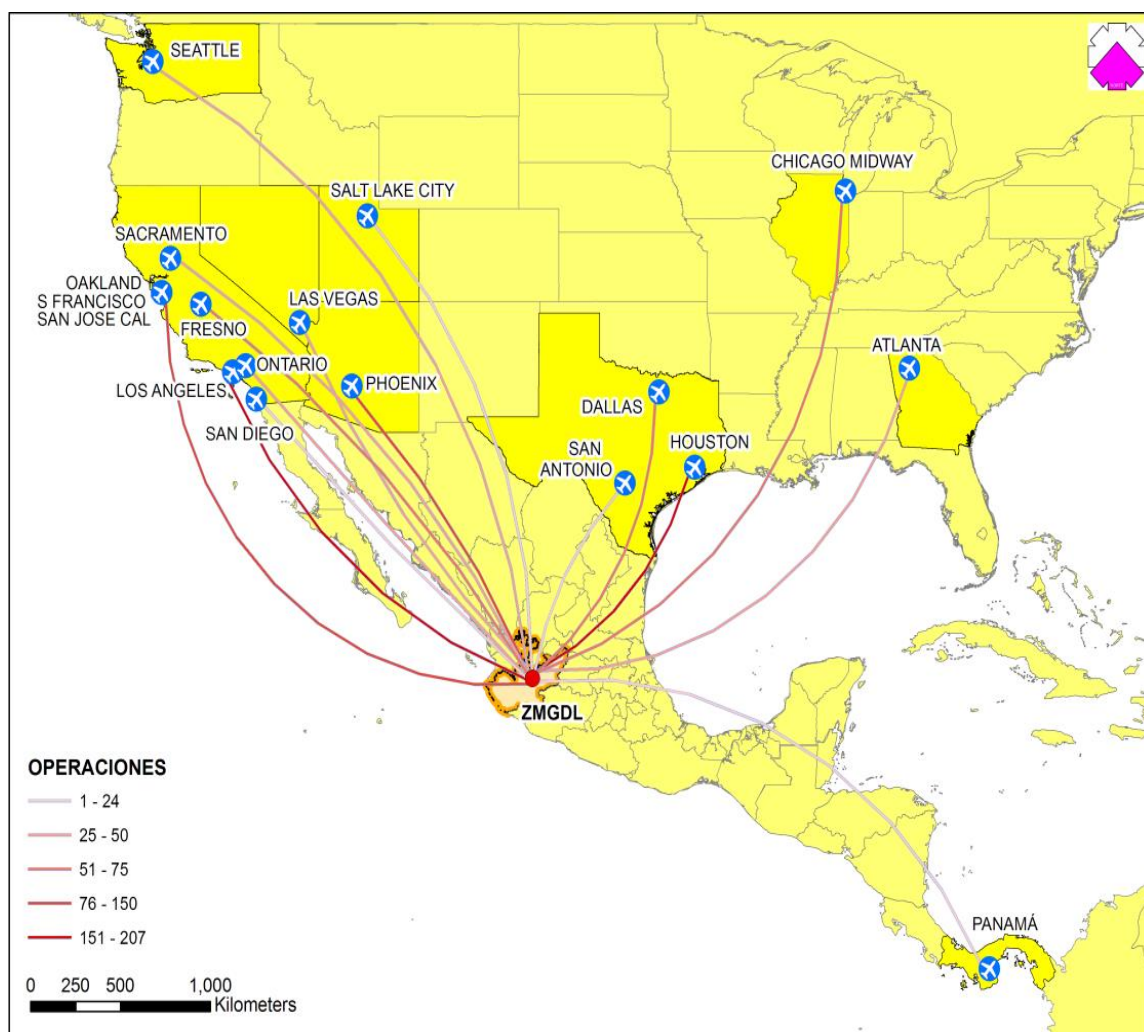 SEATTLE
CHICAGO MIDWAY
SALT LAKE CITY
SACRAMENTO
OAKLAND
S FRANCISCO
SAN JOSE CAL
LAS VEGAS
FRESNO
ATLANTA
ONTARIO
PHOENIX
LOS ANGELES
DALLAS
SAN DIEGO
HOUSTON
SAN
ANTONIO
ZMGDL
OPERACIONES
1 - 24
25 - 50
51 - 75
76 - 150
151 - 207
PANAMÁ
0 250 500 1,000
Kilometers